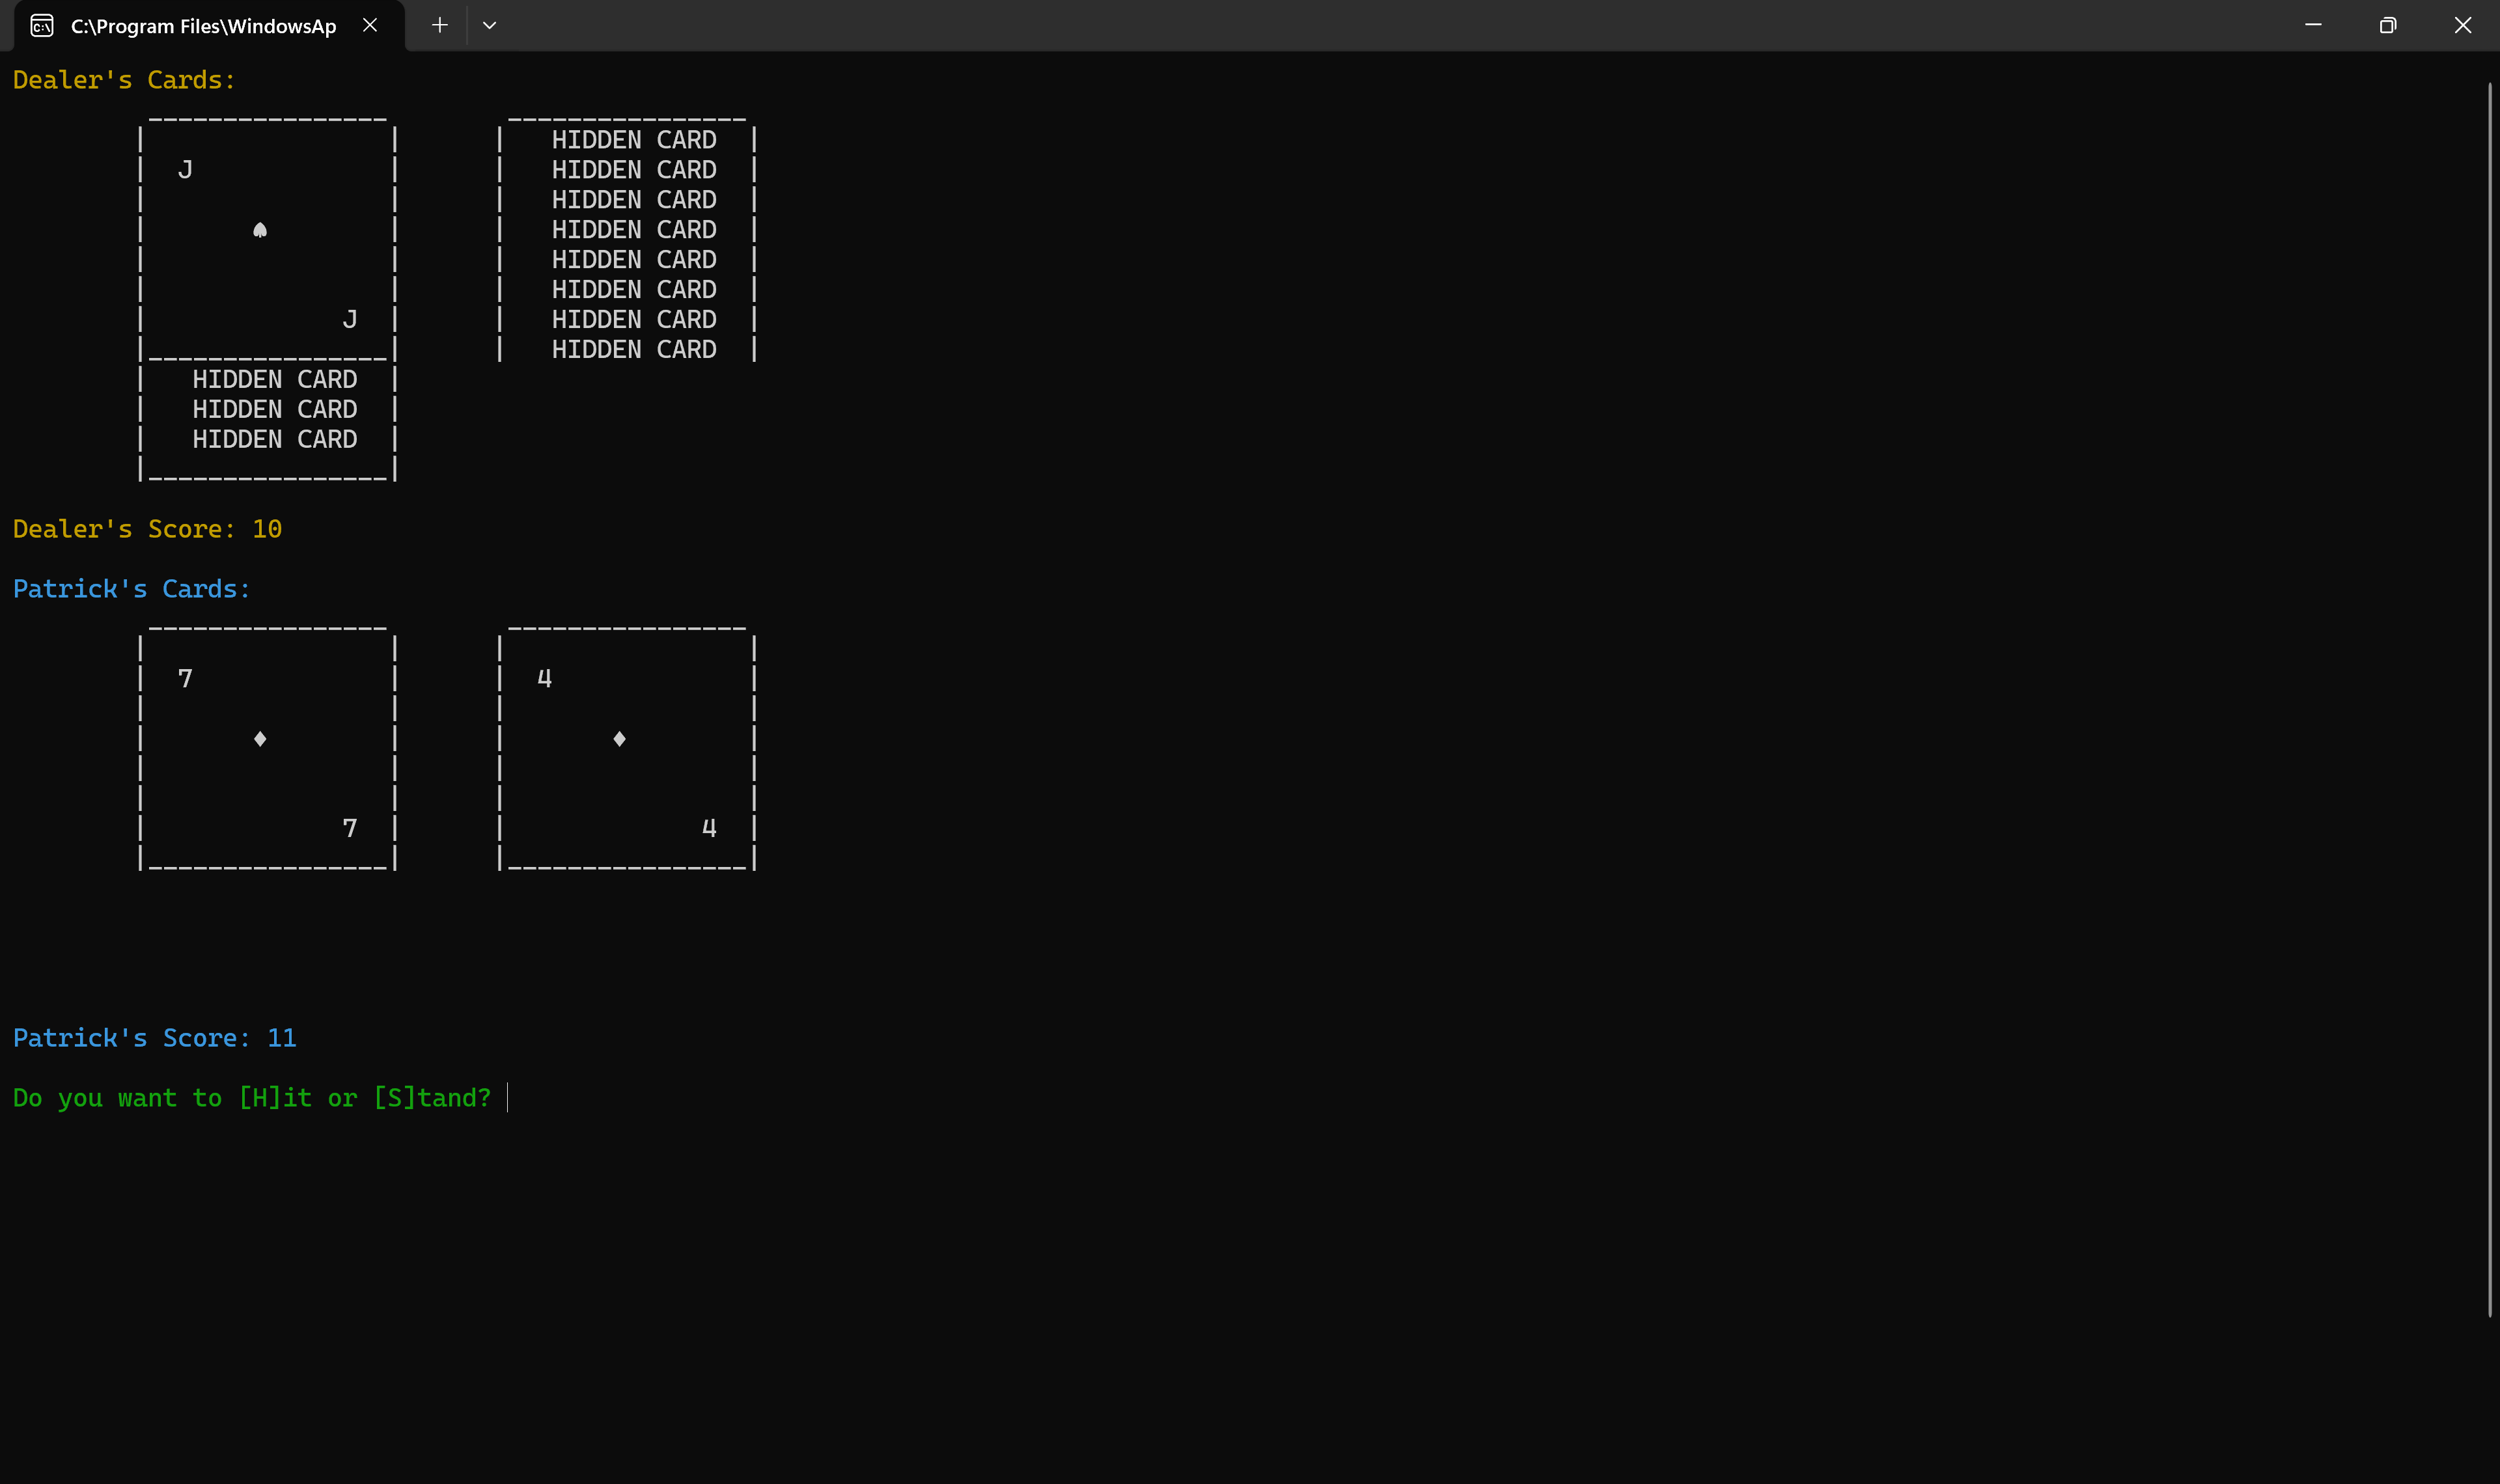 C:\Program Files\WindowsAp
Dealer's Cards:
HIDDEN CARD
J HIDDEN CARD
HIDDEN CARD
♠ HIDDEN CARD
HIDDEN CARD
HIDDEN CARD
J HIDDEN CARD
HIDDEN CARD
HIDDEN CARD
HIDDEN CARD
HIDDEN CARD
Dealer's Score: 10
Patrick's Cards:
7 4
♦ ♦
7 4
Patrick's Score: 11
Do you want to [H]it or [S]tand?